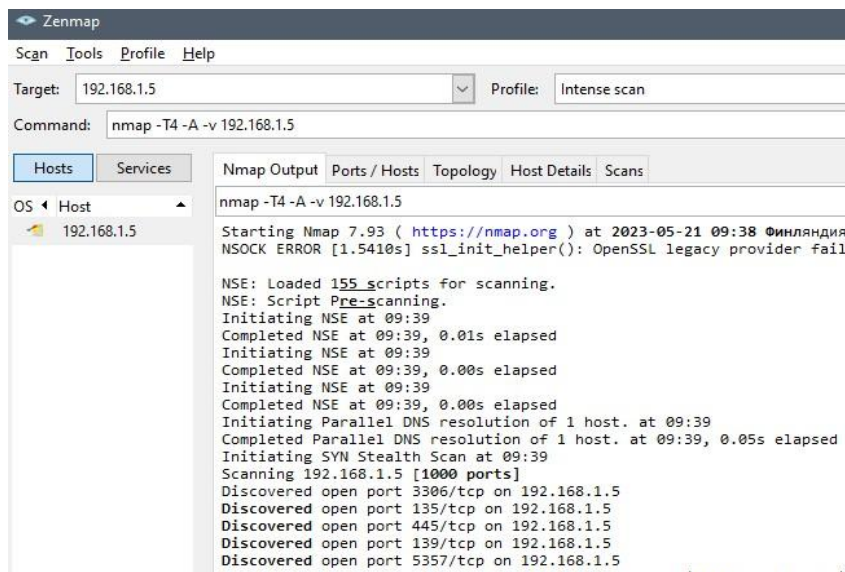 Zenmap
Scan Tools Profile Help
Target: 192.168.1.5 Profile: Intense scan
Command: nmap -T4 -A -v 192.168.1.5
Hosts Services Nmap Output Ports / Hosts Topology Host Details Scans
OS Host nmap -T4 -A -v 192.168.1.5
192.168.1.5
Starting Nmap 7.93 ( https://nmap.org ) at 2023-05-21 09:38 Финляндия
NSOCK ERROR [1.5410s] ssl_init_helper(): OpenSSL legacy provider fail
NSE: Loaded 155 scripts for scanning.
NSE: Script Pre-scanning.
Initiating NSE at 09:39
Completed NSE at 09:39, 0.01s elapsed
Initiating NSE at 09:39
Completed NSE at 09:39, 0.00s elapsed
Initiating NSE at 09:39
Completed NSE at 09:39, 0.00s elapsed
Initiating Parallel DNS resolution of 1 host. at 09:39
Completed Parallel DNS resolution of 1 host. at 09:39, 0.05s elapsed
Initiating SYN Stealth Scan at 09:39
Scanning 192.168.1.5 [1000 ports]
Discovered open port 3306/tcp on 192.168.1.5
Discovered open port 135/tcp on 192.168.1.5
Discovered open port 445/tcp on 192.168.1.5
Discovered open port 139/tcp on 192.168.1.5
Discovered open port 5357/tcp on 192.168.1.5